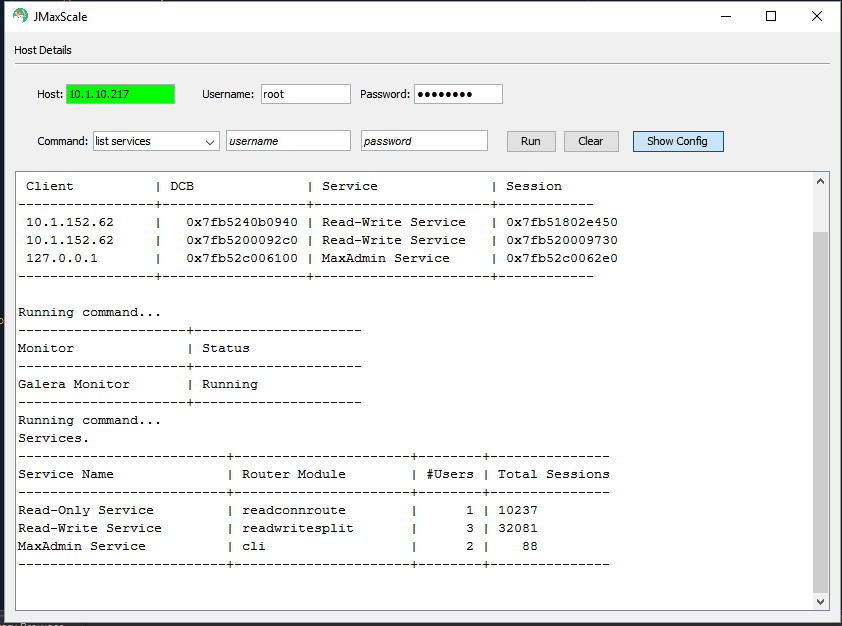 JMaxScale
Host Details
Host: 10.1.10.217 Username: root Password: ●●●●●●●●
Command: list services username password Run Clear Show Config
Client | DCB | Service | Session
-----------------+------------------+----------------------+------------
10.1.152.62 | 0x7fb5240b0940 | Read-Write Service | 0x7fb51802e450
10.1.152.62 | 0x7fb5200092c0 | Read-Write Service | 0x7fb520009730
127.0.0.1 | 0x7fb52c006100 | MaxAdmin Service | 0x7fb52c0062e0
-----------------+------------------+----------------------+------------
Running command...
---------------------+---------------------
Monitor | Status
---------------------+---------------------
Galera Monitor | Running
---------------------+---------------------
Running command...
Services.
--------------------------+----------------------+--------+---------------
Service Name | Router Module | #Users | Total Sessions
--------------------------+----------------------+--------+---------------
Read-Only Service | readconnroute | 1 | 10237
Read-Write Service | readwritesplit | 3 | 32081
MaxAdmin Service | cli | 2 | 88
--------------------------+----------------------+--------+---------------